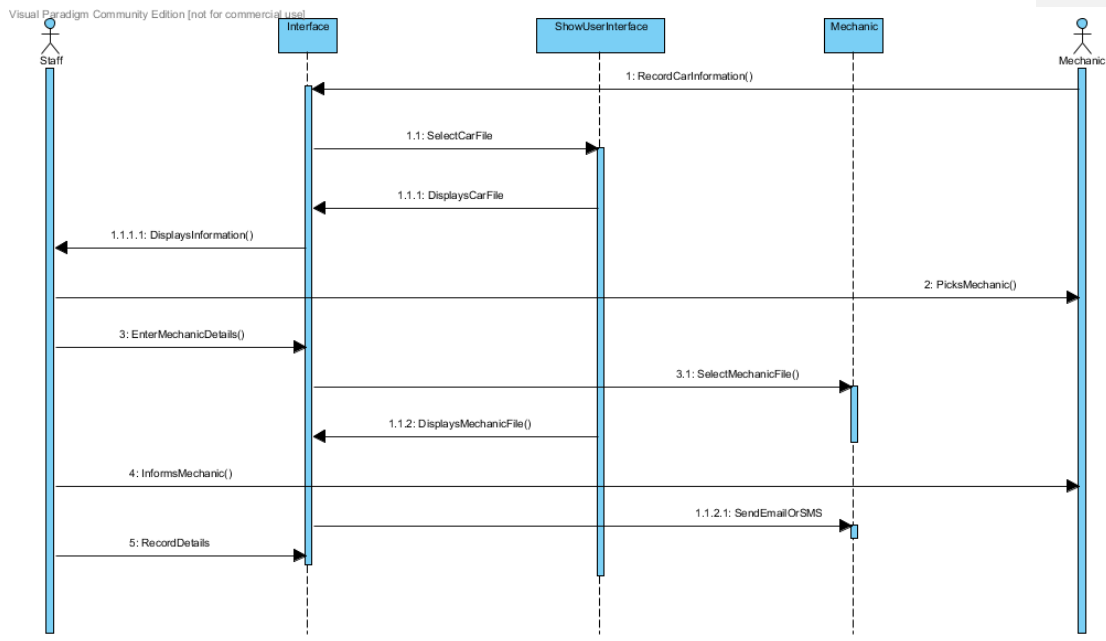 Visual Paradigm Community Edition [not for commercial use]
Interface
ShowUserInterface
Mechanic
Staff
Mechanic
1: RecordCarInformation()
1.1: SelectCarFile
1.1.1: DisplaysCarFile
1.1.1.1: DisplaysInformation()
2: PicksMechanic()
3: EnterMechanicDetails()
3.1: SelectMechanicFile()
1.1.2: DisplaysMechanicFile()
4: InformsMechanic()
1.1.2.1: SendEmailOrSMS
5: RecordDetails